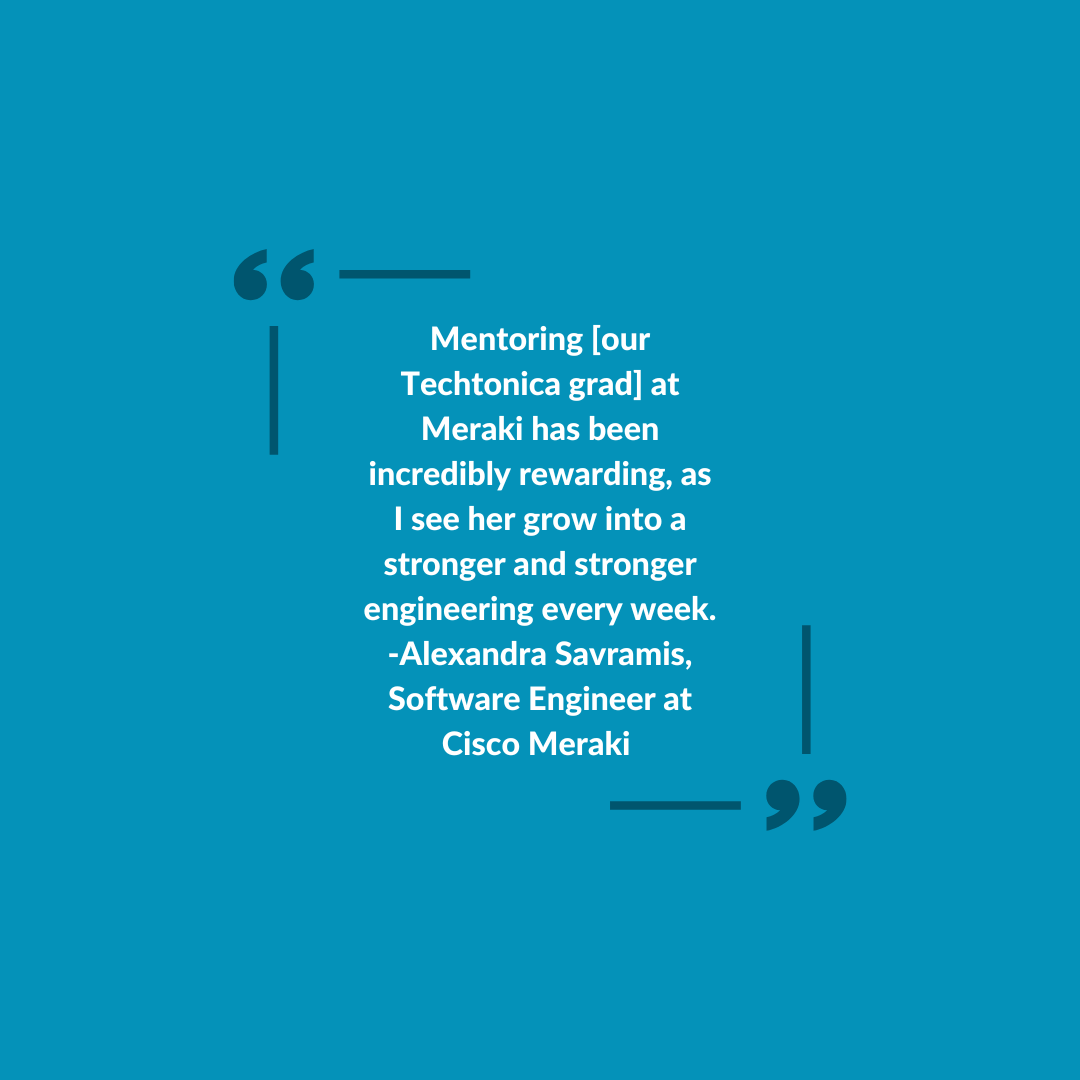 Mentoring [our
Techtonica grad] at
Meraki has been
incredibly rewarding, as
I see her grow into a
stronger and stronger
engineering every week.
-Alexandra Savramis,
Software Engineer at
Cisco Meraki